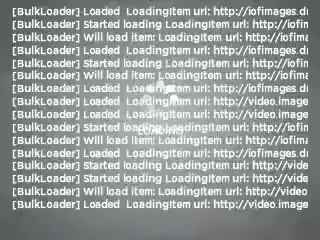 [BulkLoader] Loaded LoadingItem url: http://iofimages.d
[BulkLoader] Started loading LoadingItem url: http://iofim
[BulkLoader] Will load item: LoadingItem url: http://iofima
[BulkLoader] Loaded LoadingItem url: http://iofimages.d
[BulkLoader] Started loading LoadingItem url: http://iofim
[BulkLoader] Will load item: LoadingItem url: http://iofima
[BulkLoader] Loaded LoadingItem url: http://iofimages.d
[BulkLoader] Loaded LoadingItem url: http://video.image
[BulkLoader] Loaded LoadingItem url: http://video.image
[BulkLoader] Started loading LoadingItem url: http://iofim
[BulkLoader] Will load item: LoadingItem url: http://iofima
[BulkLoader] Loaded LoadingItem url: http://iofimages.d
[BulkLoader] Started loading LoadingItem url: http://video
[BulkLoader] Started loading LoadingItem url: http://video
[BulkLoader] Will load item: LoadingItem url: http://video
[BulkLoader] Loaded LoadingItem url: http://video.image